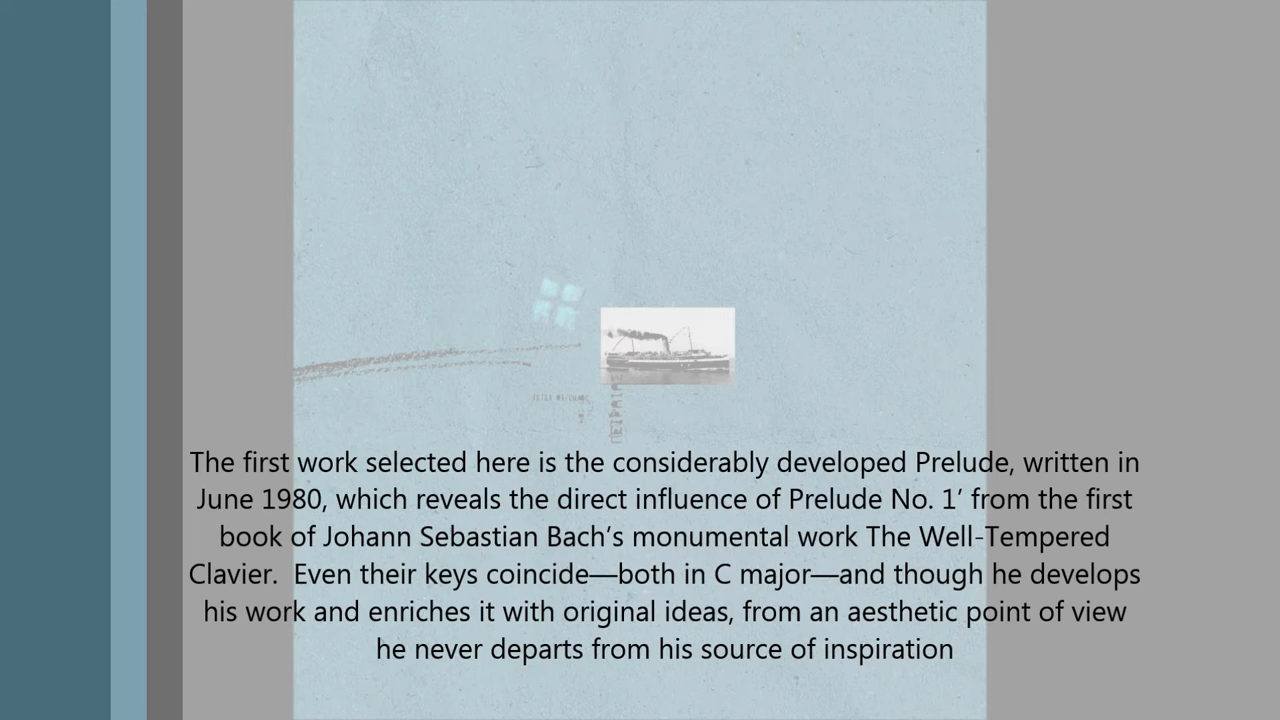 The first work selected here is the considerably developed Prelude, written in
June 1980, which reveals the direct influence of Prelude No. 1’ from the first
book of Johann Sebastian Bach’s monumental work The Well-Tempered
Clavier.  Even their keys coincide—both in C major—and though he develops
his work and enriches it with original ideas, from an aesthetic point of view
he never departs from his source of inspiration